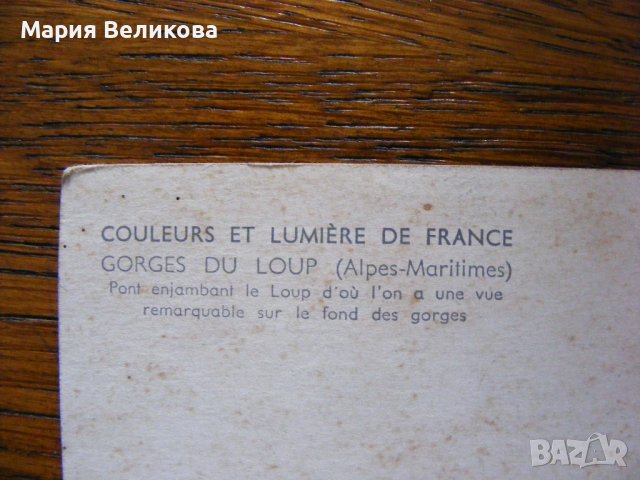 Мария Великова
COULEURS ET LUMIÈRE DE FRANCE
GORGES DU LOUP (Alpes-Maritimes)
Pont enjambant le Loup d'où l'on a une vue
remarquable sur le fond des gorges
BAZAR